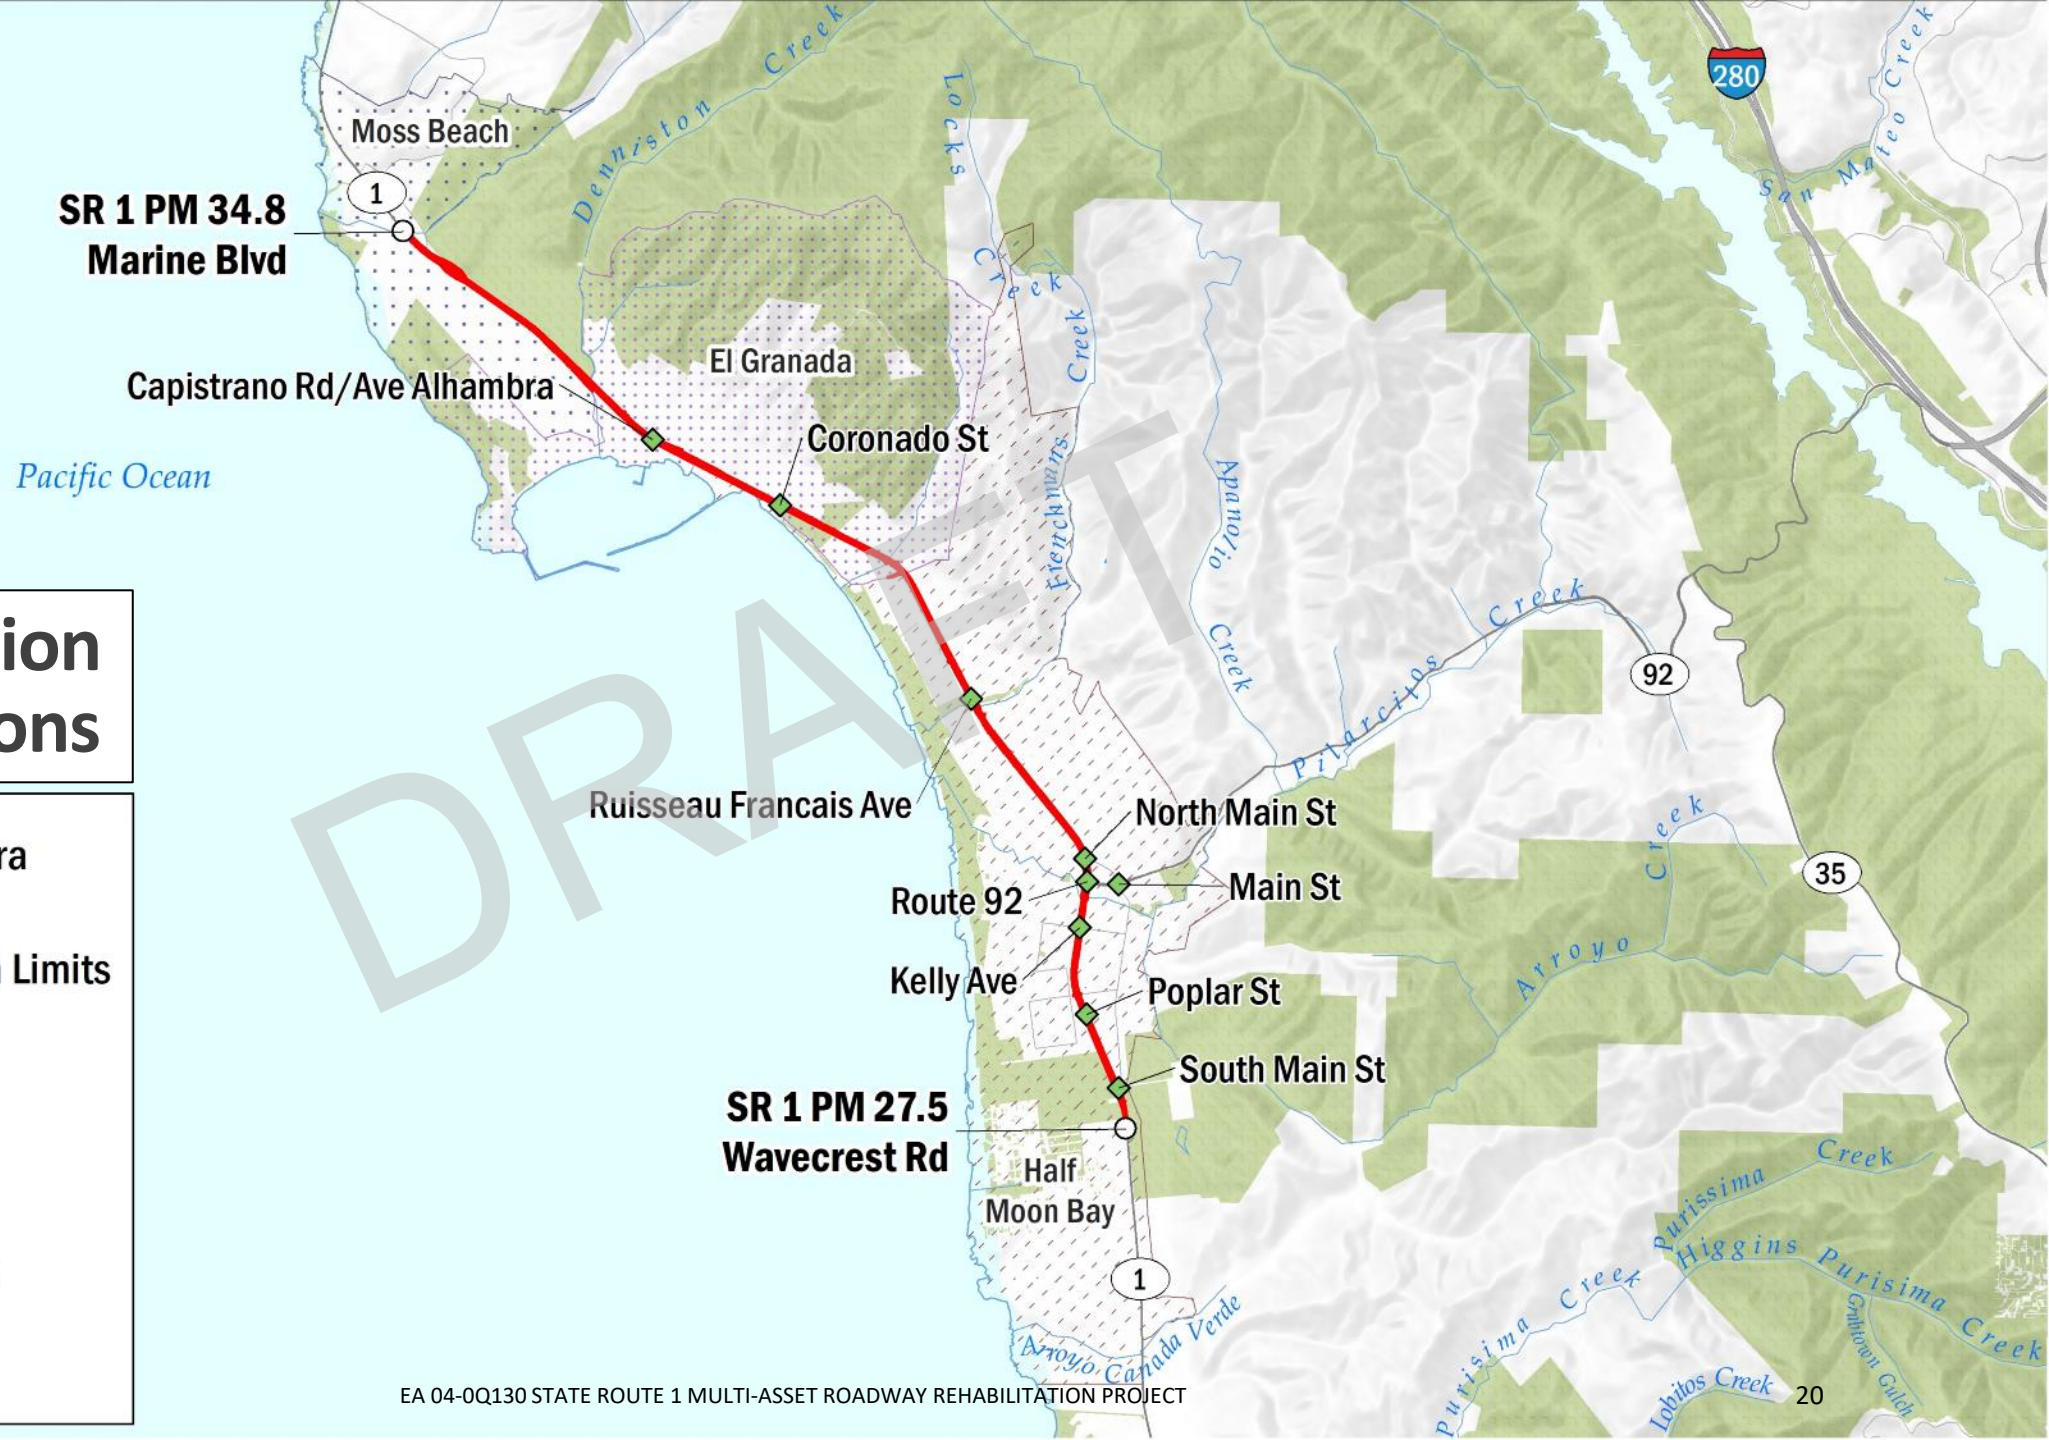 Denniston Creek
Locks Creek
280
San Mateo Creek
Moss Beach
1
SR 1 PM 34.8
Marine Blvd
El Granada
Capistrano Rd/Ave Alhambra
Coronado St
Pacific Ocean
Frenchmans Creek
Apanolio Creek
Pilarcitos Creek
92
DRAFT
ion
ons
Ruisseau Francais Ave
North Main St
Route 92
Main St
ra
Limits
Kelly Ave
Poplar St
Arroyo
Creek
35
South Main St
SR 1 PM 27.5
Wavecrest Rd
Half
Moon Bay
1
Arroyo Canada Verde
Purissima Creek
Higgins Purisima Creek
Purisima Creek
Grabtown Gulch
Lobitos Creek
EA 04-0Q130 STATE ROUTE 1 MULTI-ASSET ROADWAY REHABILITATION PROJECT
20